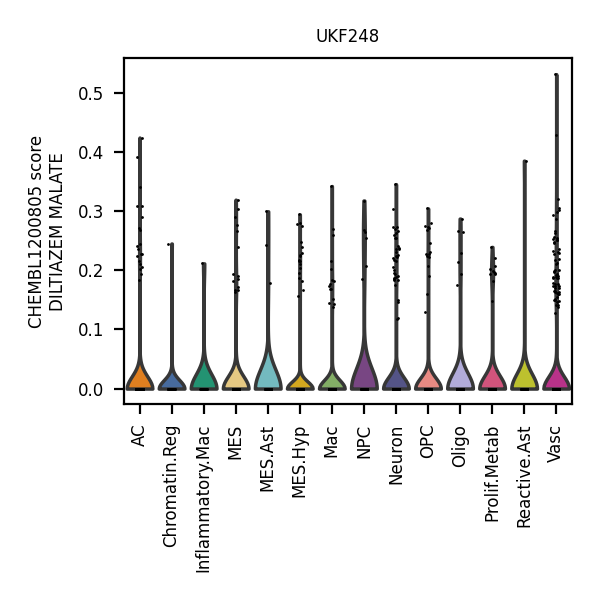 UKF248
CHEMBL1200805 score
DILTIAZEM MALATE
0.5
0.4
0.3
0.2
0.1
0.0
AC
Chromatin.Reg
Inflammatory.Mac
MES
MES.Ast
MES.Hyp
Mac
NPC
Neuron
OPC
Oligo
Prolif.Metab
Reactive.Ast
Vasc